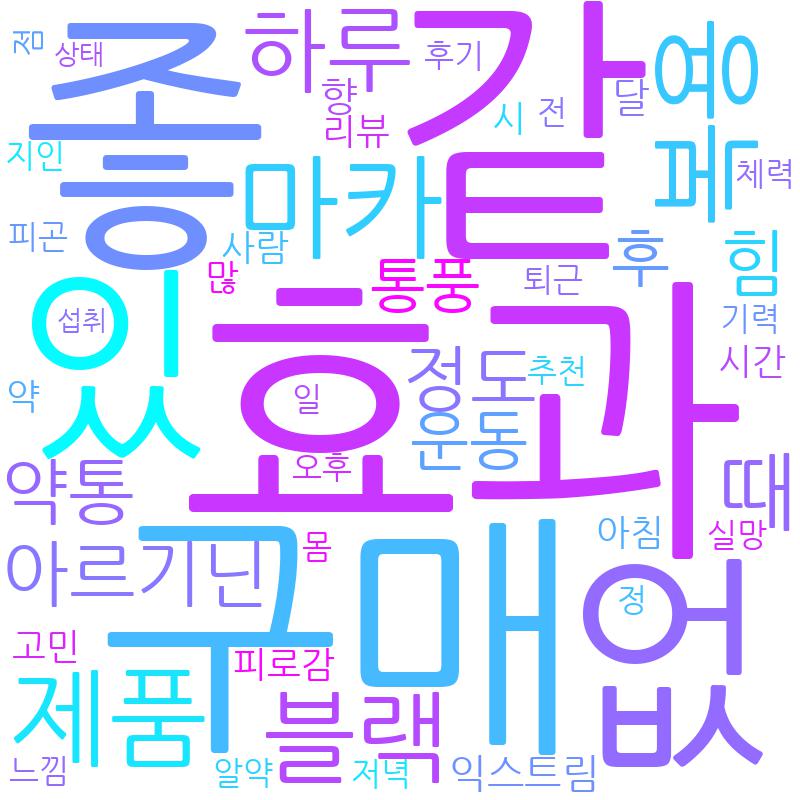 좋
하루
같
용
점
상태
향
후기
리뷰
시
전
달
복
지인
마카
트
체력
피곤
사람
많
통풍
퇴근
후
힘
있
섭취
효과
기력
시간
정도
추천
일
약
운동
약통
오후
때
아르기닌
몸
구매
아침
실망
없
정
고민
피로감
제품
블랙
느낌
알약
저녁
익스트림